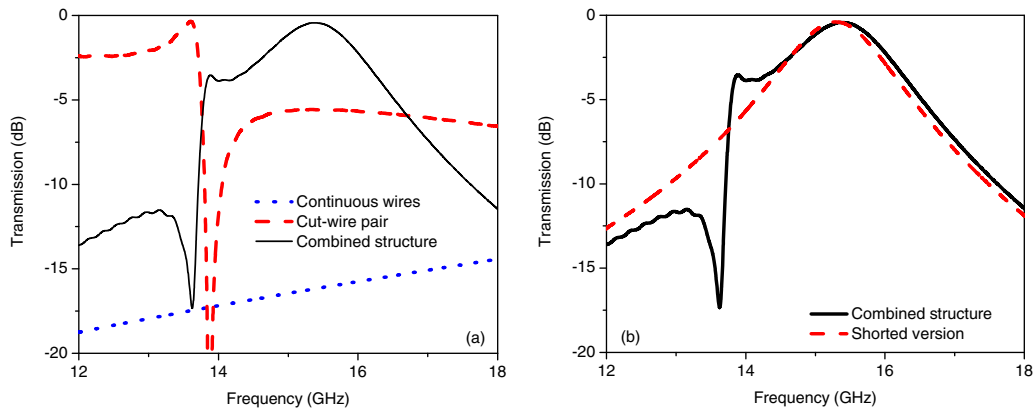 0
-5
-10
-15
-20
Transmission (dB)
Continuous wires
Cut-wire pair
Combined structure
(a)
12 14 16 18
Frequency (GHz)
0
-5
-10
-15
-20
Transmission (dB)
Combined structure
Shorted version
(b)
12 14 16 18
Frequency (GHz)